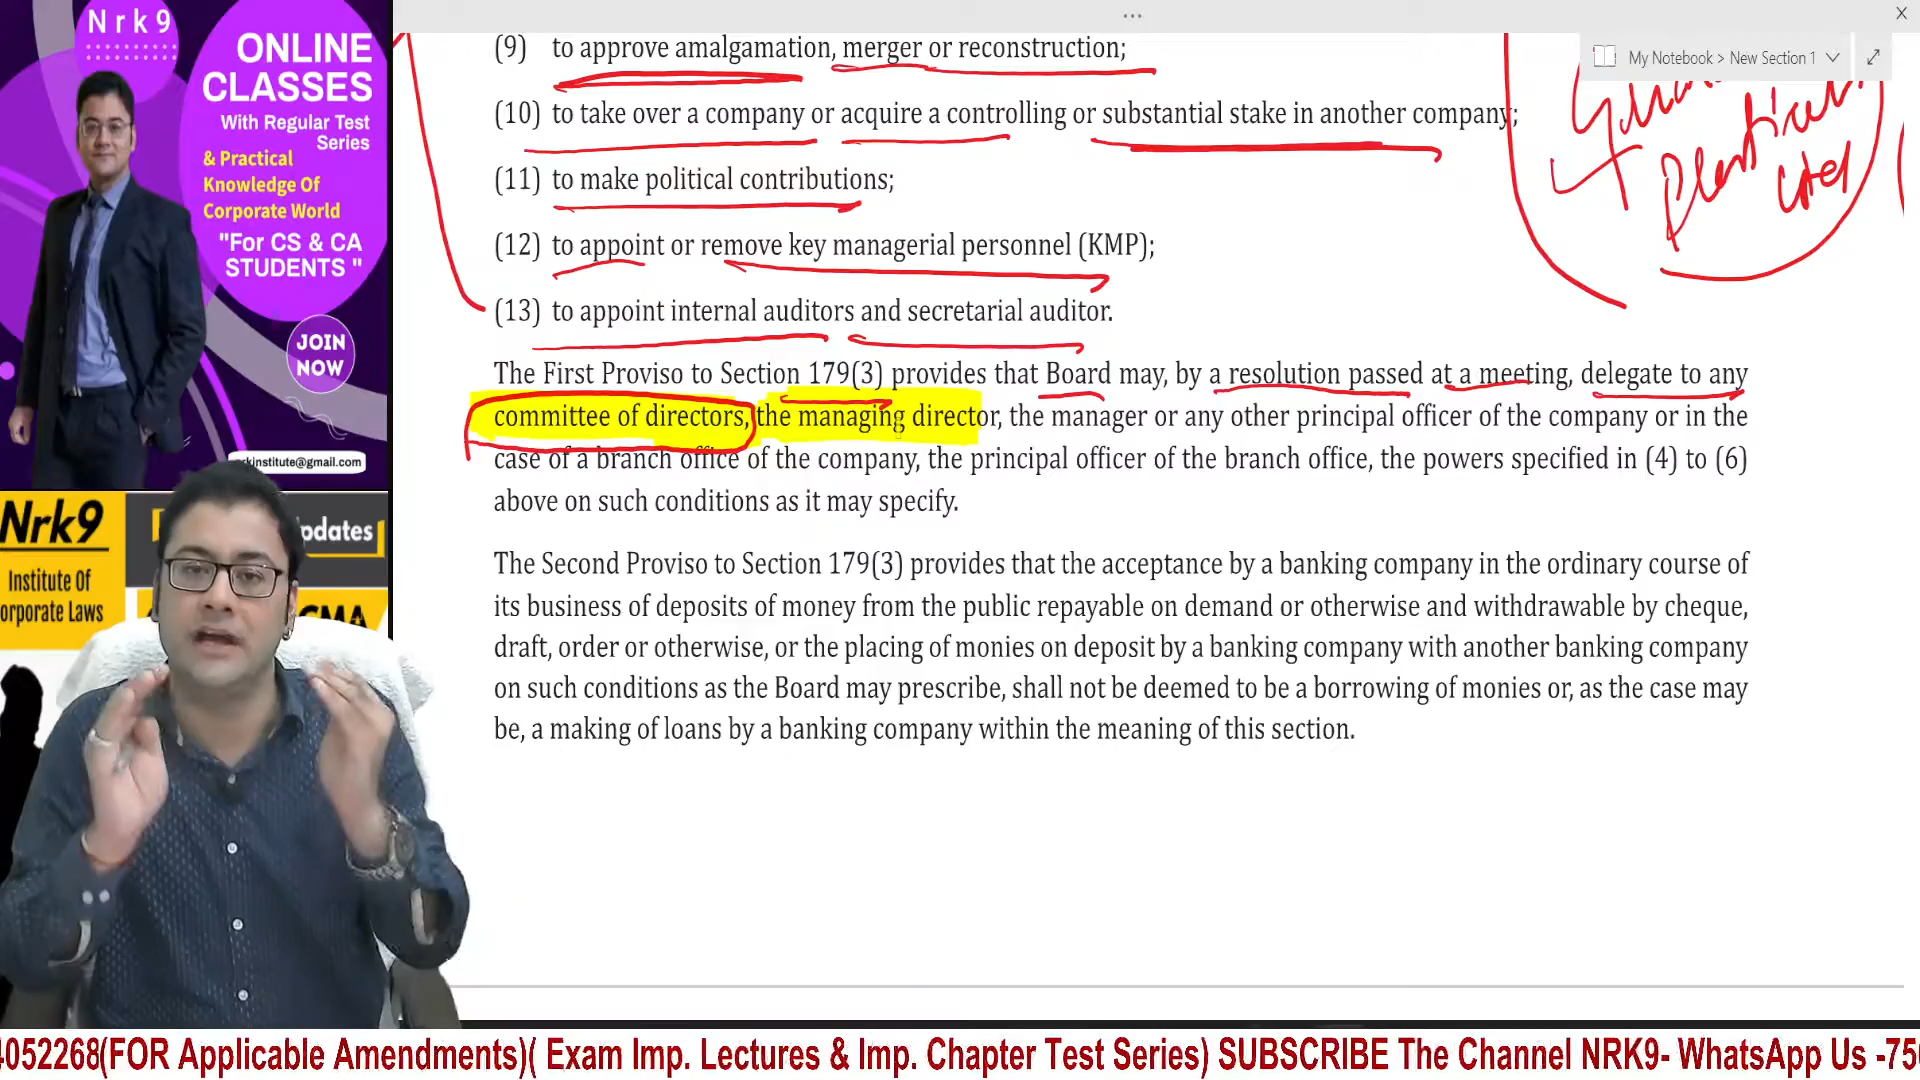 Nrk9
ONLINE
CLASSES
With Regular Test
Series
& Practical
Knowledge Of
Corporate World
"For CS & CA
STUDENTS "
JOIN
NOW
rkinstitute@gmail.com
Nrk9
pdates
Institute Of
orporate Laws
CMA
My Notebook > New Section 1
(9) to approve amalgamation, merger or reconstruction;
(10) to take over a company or acquire a controlling or substantial stake in another company;
(11) to make political contributions;
(12) to appoint or remove key managerial personnel (KMP);
(13) to appoint internal auditors and secretarial auditor.
The First Proviso to Section 179(3) provides that Board may, by a resolution passed at a meeting, delegate to any
committee of directors, the managing director, the manager or any other principal officer of the company or in the
case of a branch office of the company, the principal officer of the branch office, the powers specified in (4) to (6)
above on such conditions as it may specify.
The Second Proviso to Section 179(3) provides that the acceptance by a banking company in the ordinary course of
its business of deposits of money from the public repayable on demand or otherwise and withdrawable by cheque,
draft, order or otherwise, or the placing of monies on deposit by a banking company with another banking company
on such conditions as the Board may prescribe, shall not be deemed to be a borrowing of monies or, as the case may
be, a making of loans by a banking company within the meaning of this section.
4052268(FOR Applicable Amendments)( Exam Imp. Lectures & Imp. Chapter Test Series) SUBSCRIBE The Channel NRK9- WhatsApp Us -750